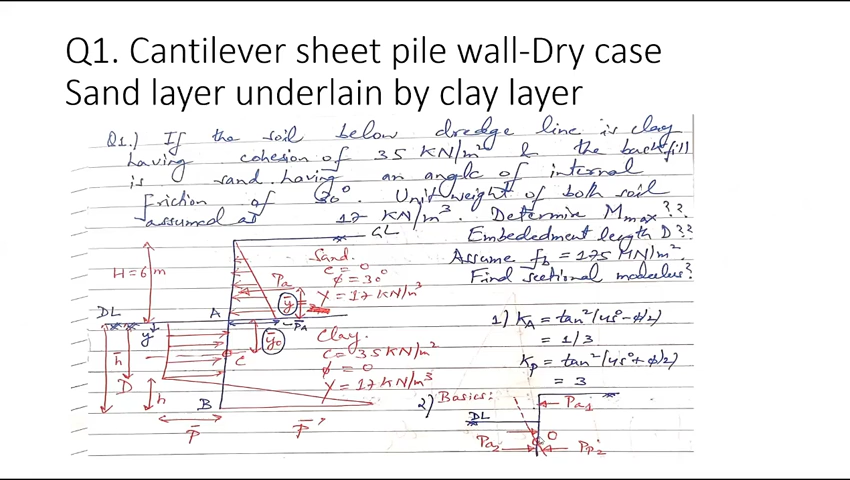 Q1. Cantilever sheet pile wall-Dry case
Sand layer underlain by clay layer
Q1.) If the soil below dredge line is clay
having cohesion of 35 KN/m² & the backfill
is sand having an angle of internal
Friction of 30°. Unit weight of both soil
assumed as 17 KN/m³. Determine Mmax??
GL
Embededment length D??
Assume fb = 175 MN/m².
Find sectional modulus?
H = 6 m
Sand.
c = 0
φ = 30°
γ = 17 KN/m³
Pa
ȳ
DL
A
P̄A
y
ȳ₀
Clay.
c = 35 KN/m²
φ = 0
γ = 17 KN/m³
h̄
D
C
h
B
P̄
P̄'
1) KA = tan²(45° - φ/2)
= 1/3
Kp = tan²(45° + φ/2)
= 3
2) Basics:
DL
Pa1
Pa2
O
Pp2